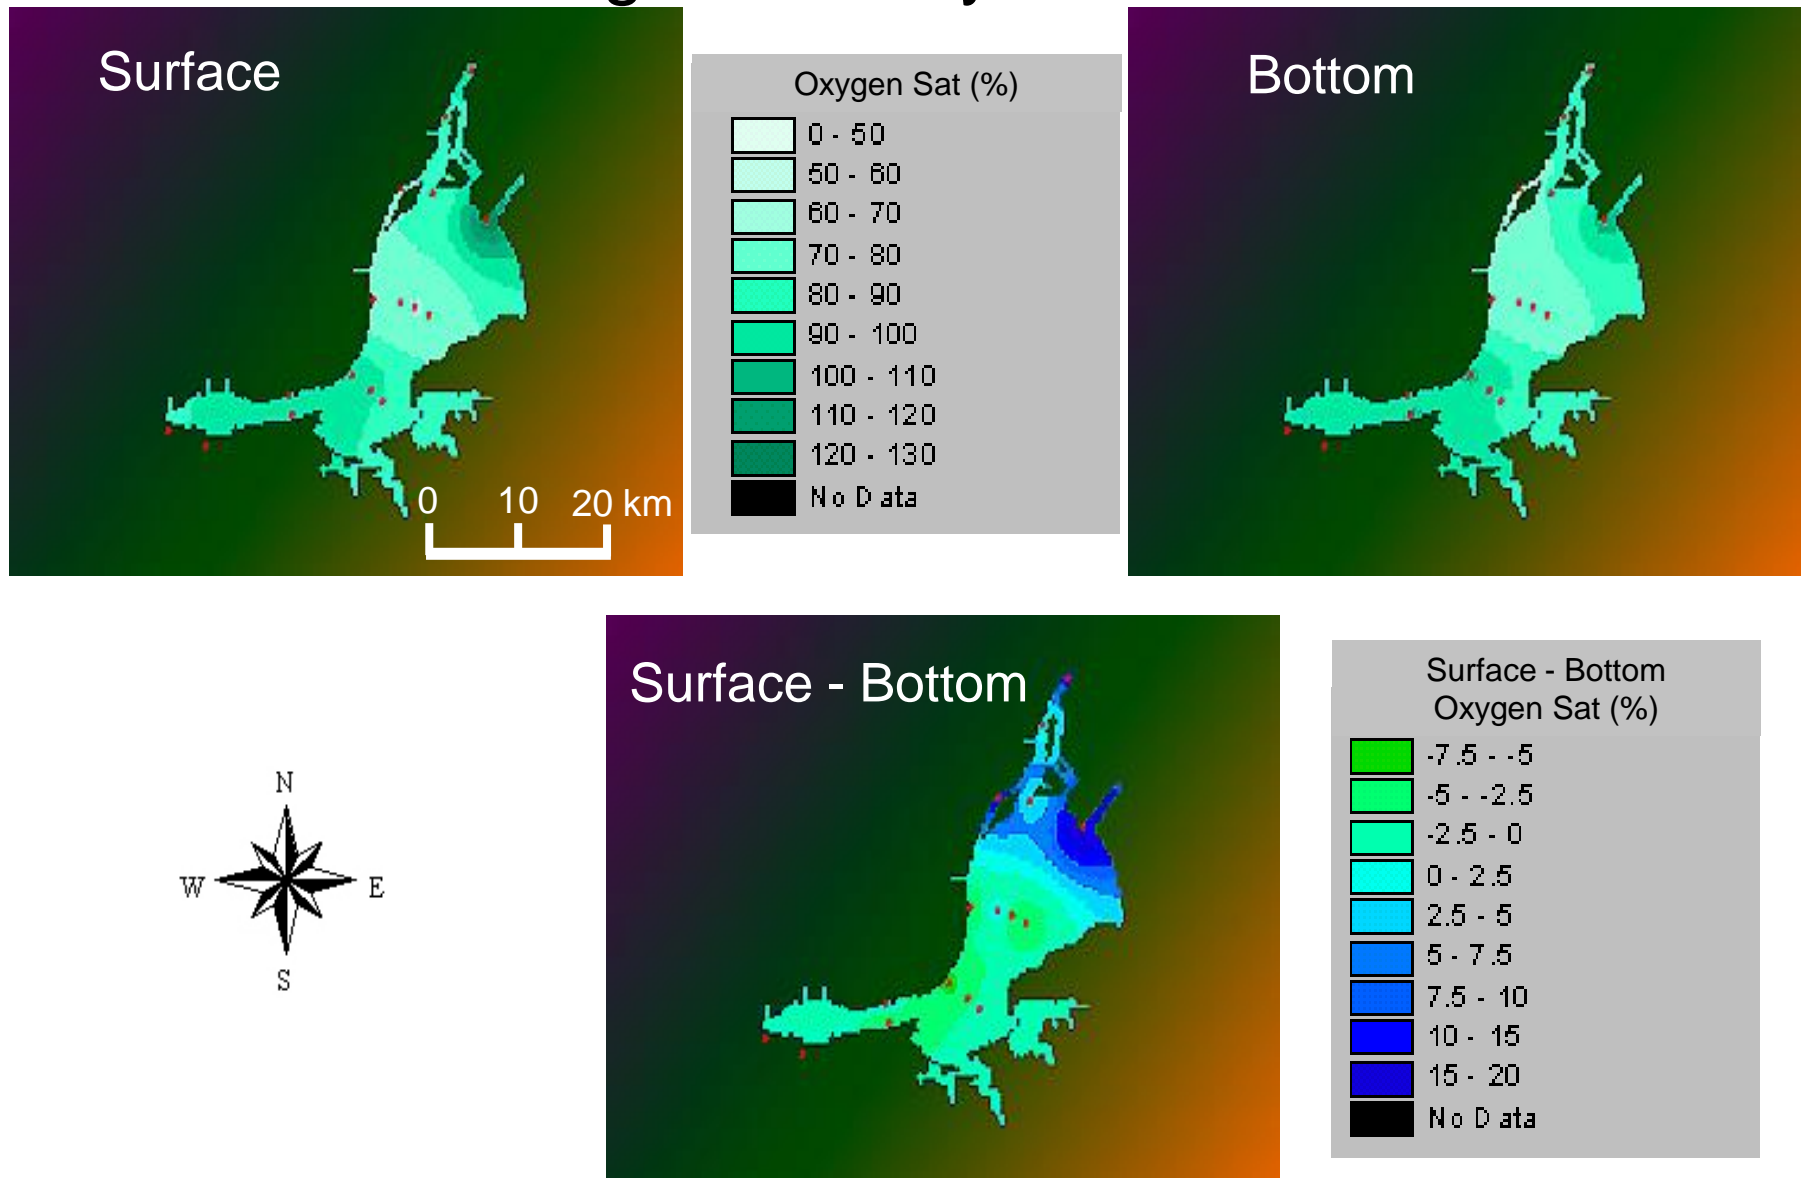 Surface
Oxygen Sat (%)
0 - 50
50 - 60
60 - 70
70 - 80
80 - 90
90 - 100
100 - 110
110 - 120
120 - 130
No Data
0 10 20 km
Bottom
Surface - Bottom
Surface - Bottom
Oxygen Sat (%)
-7.5 - -5
-5 - -2.5
-2.5 - 0
0 - 2.5
2.5 - 5
5 - 7.5
7.5 - 10
10 - 15
15 - 20
No Data
N
W E
S